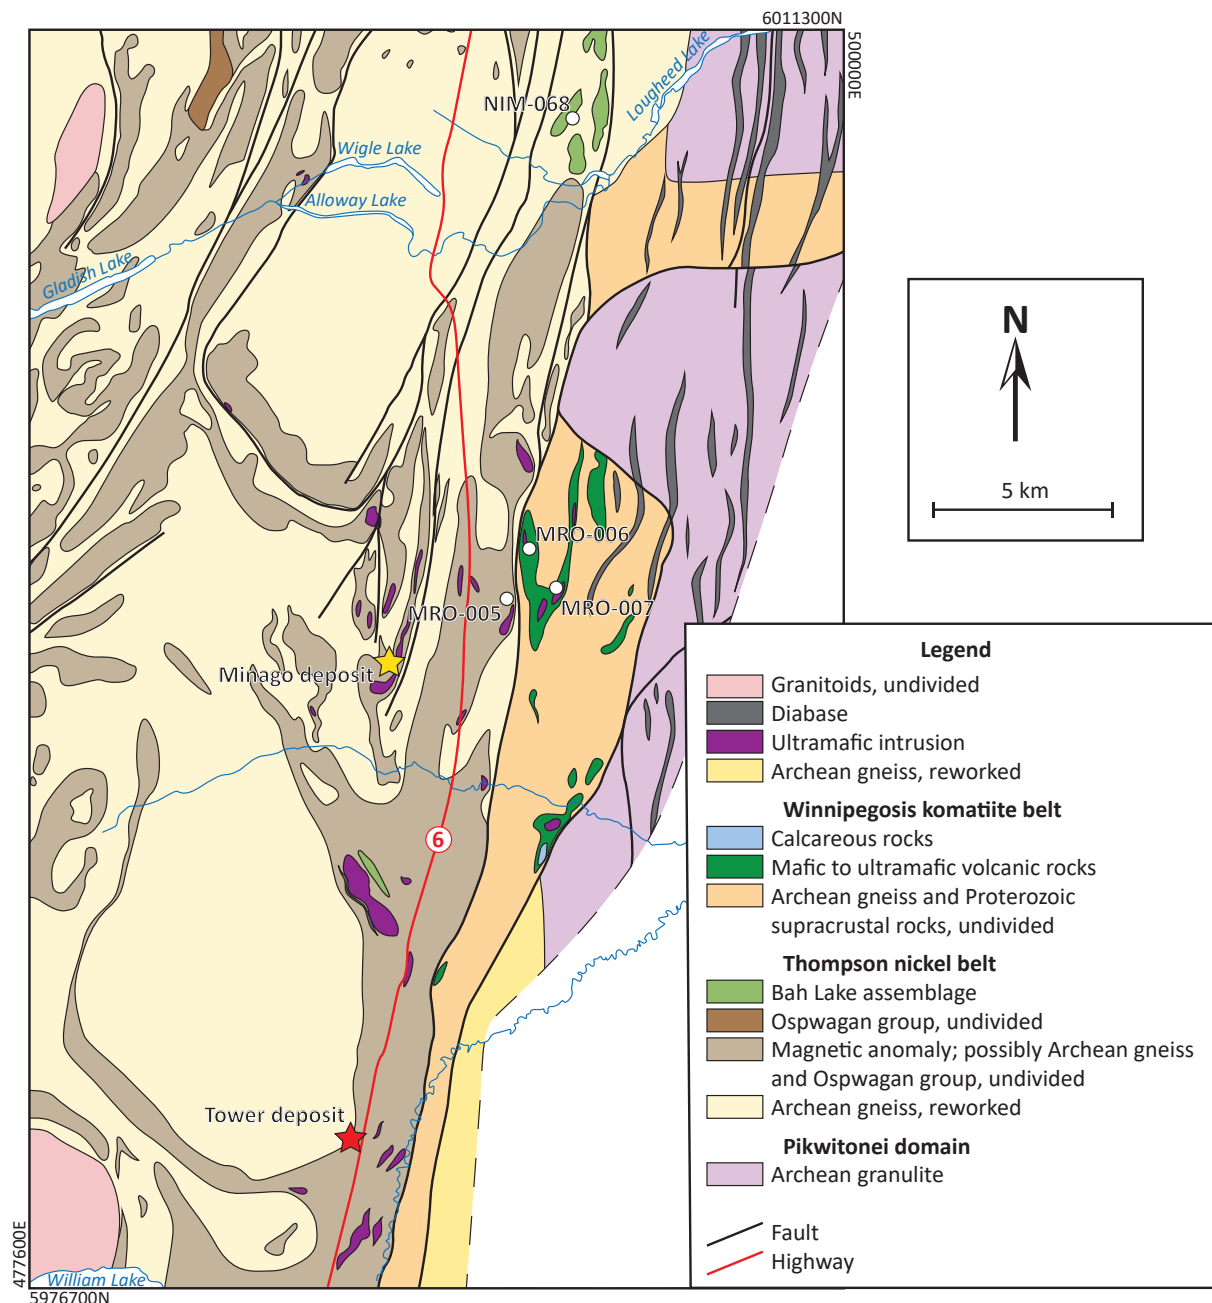 6011300N
500000E
Lougheed Lake
NIM-068
Wigle Lake
Alloway Lake
Gladish Lake
N
5 km
MRO-006
MRO-005
MRO-007
Minago deposit
6
Tower deposit
William Lake
477600E
5976700N
Legend
Granitoids, undivided
Diabase
Ultramafic intrusion
Archean gneiss, reworked
Winnipegosis komatiite belt
Calcareous rocks
Mafic to ultramafic volcanic rocks
Archean gneiss and Proterozoic
supracrustal rocks, undivided
Thompson nickel belt
Bah Lake assemblage
Ospwagan group, undivided
Magnetic anomaly; possibly Archean gneiss
and Ospwagan group, undivided
Archean gneiss, reworked
Pikwitonei domain
Archean granulite
Fault
Highway